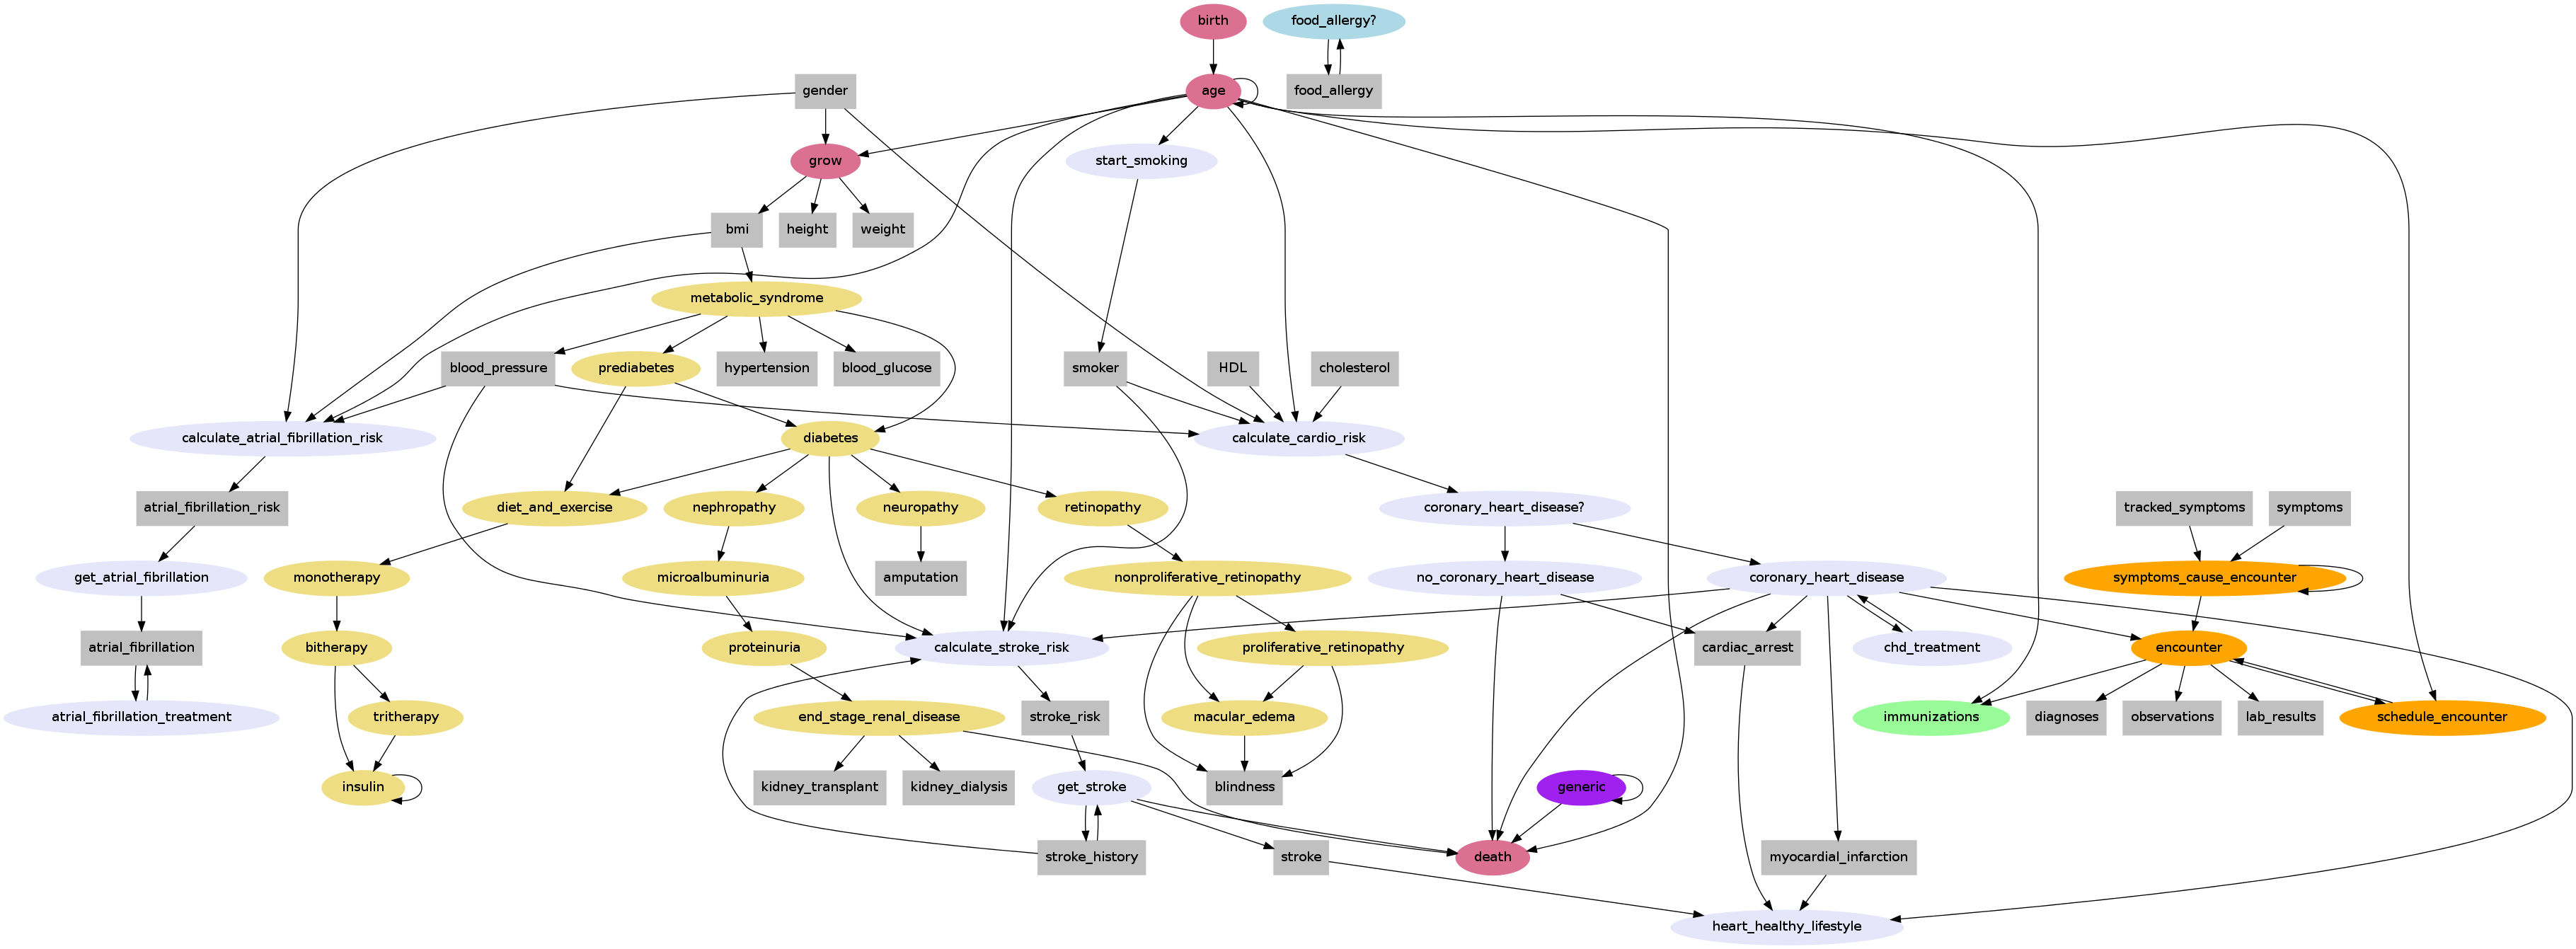 birth
food_allergy?
gender
age
food_allergy
grow
start_smoking
bmi
height
weight
metabolic_syndrome
blood_pressure
prediabetes
hypertension
blood_glucose
smoker
HDL
cholesterol
calculate_atrial_fibrillation_risk
diabetes
calculate_cardio_risk
atrial_fibrillation_risk
diet_and_exercise
nephropathy
neuropathy
retinopathy
coronary_heart_disease?
tracked_symptoms
symptoms
get_atrial_fibrillation
monotherapy
microalbuminuria
amputation
nonproliferative_retinopathy
no_coronary_heart_disease
coronary_heart_disease
symptoms_cause_encounter
atrial_fibrillation
bitherapy
proteinuria
calculate_stroke_risk
proliferative_retinopathy
cardiac_arrest
chd_treatment
encounter
atrial_fibrillation_treatment
tritherapy
end_stage_renal_disease
stroke_risk
macular_edema
immunizations
diagnoses
observations
lab_results
schedule_encounter
insulin
kidney_transplant
kidney_dialysis
get_stroke
blindness
generic
stroke_history
stroke
death
myocardial_infarction
heart_healthy_lifestyle